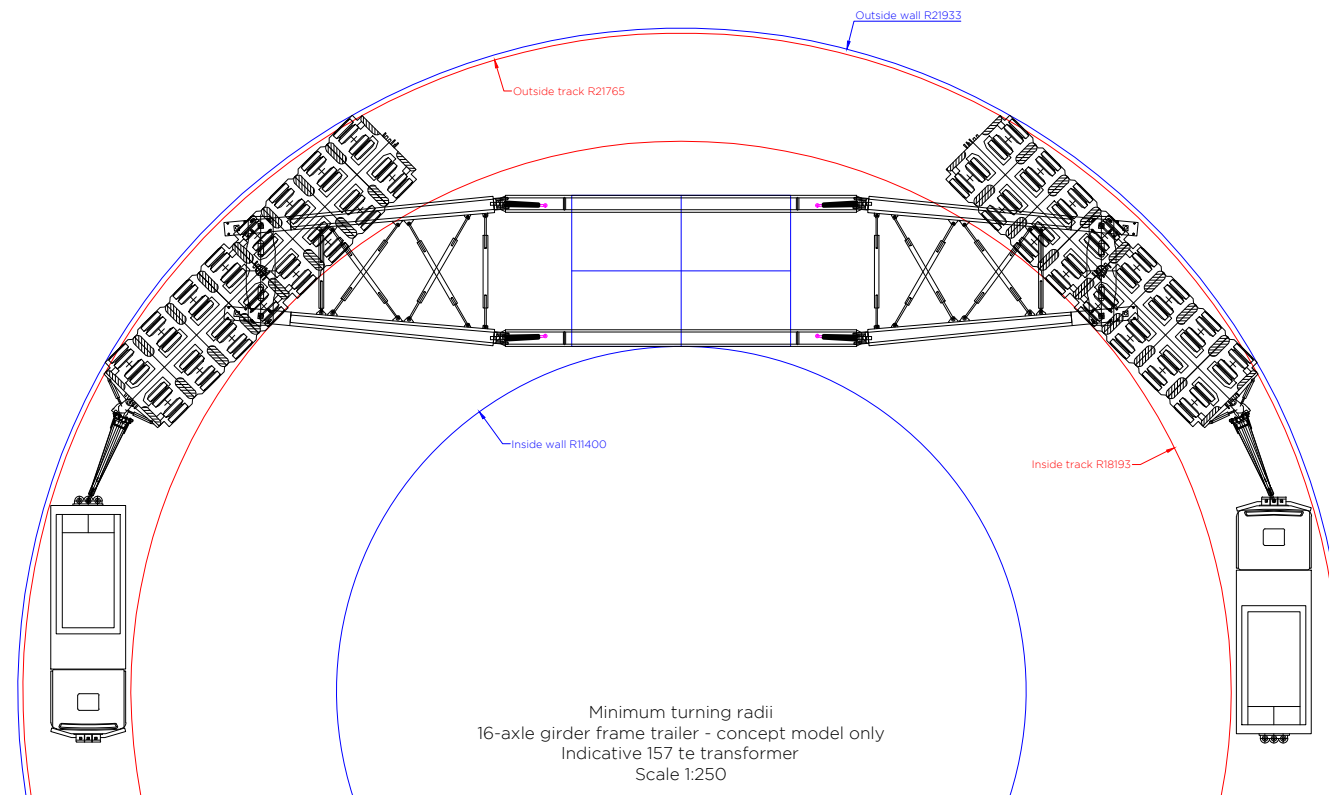 Outside wall R21933
Outside track R21765
Inside wall R11400
Inside track R18193
Minimum turning radii
16-axle girder frame trailer - concept model only
Indicative 157 te transformer
Scale 1:250